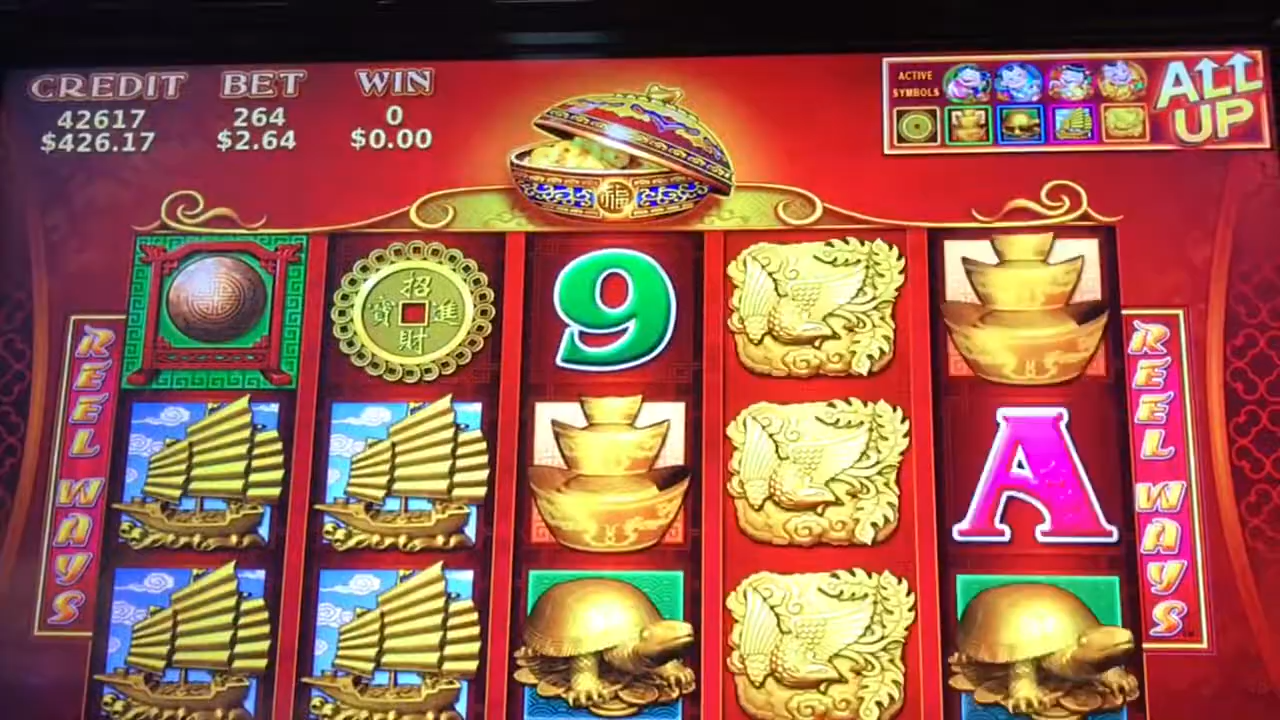 CREDIT BET WIN
42617 264 0
$426.17 $2.64 $0.00
ACTIVE
SYMBOLS
ALL
UP
福
招
寶 進
財
9
A
REEL WAYS
REEL WAYS